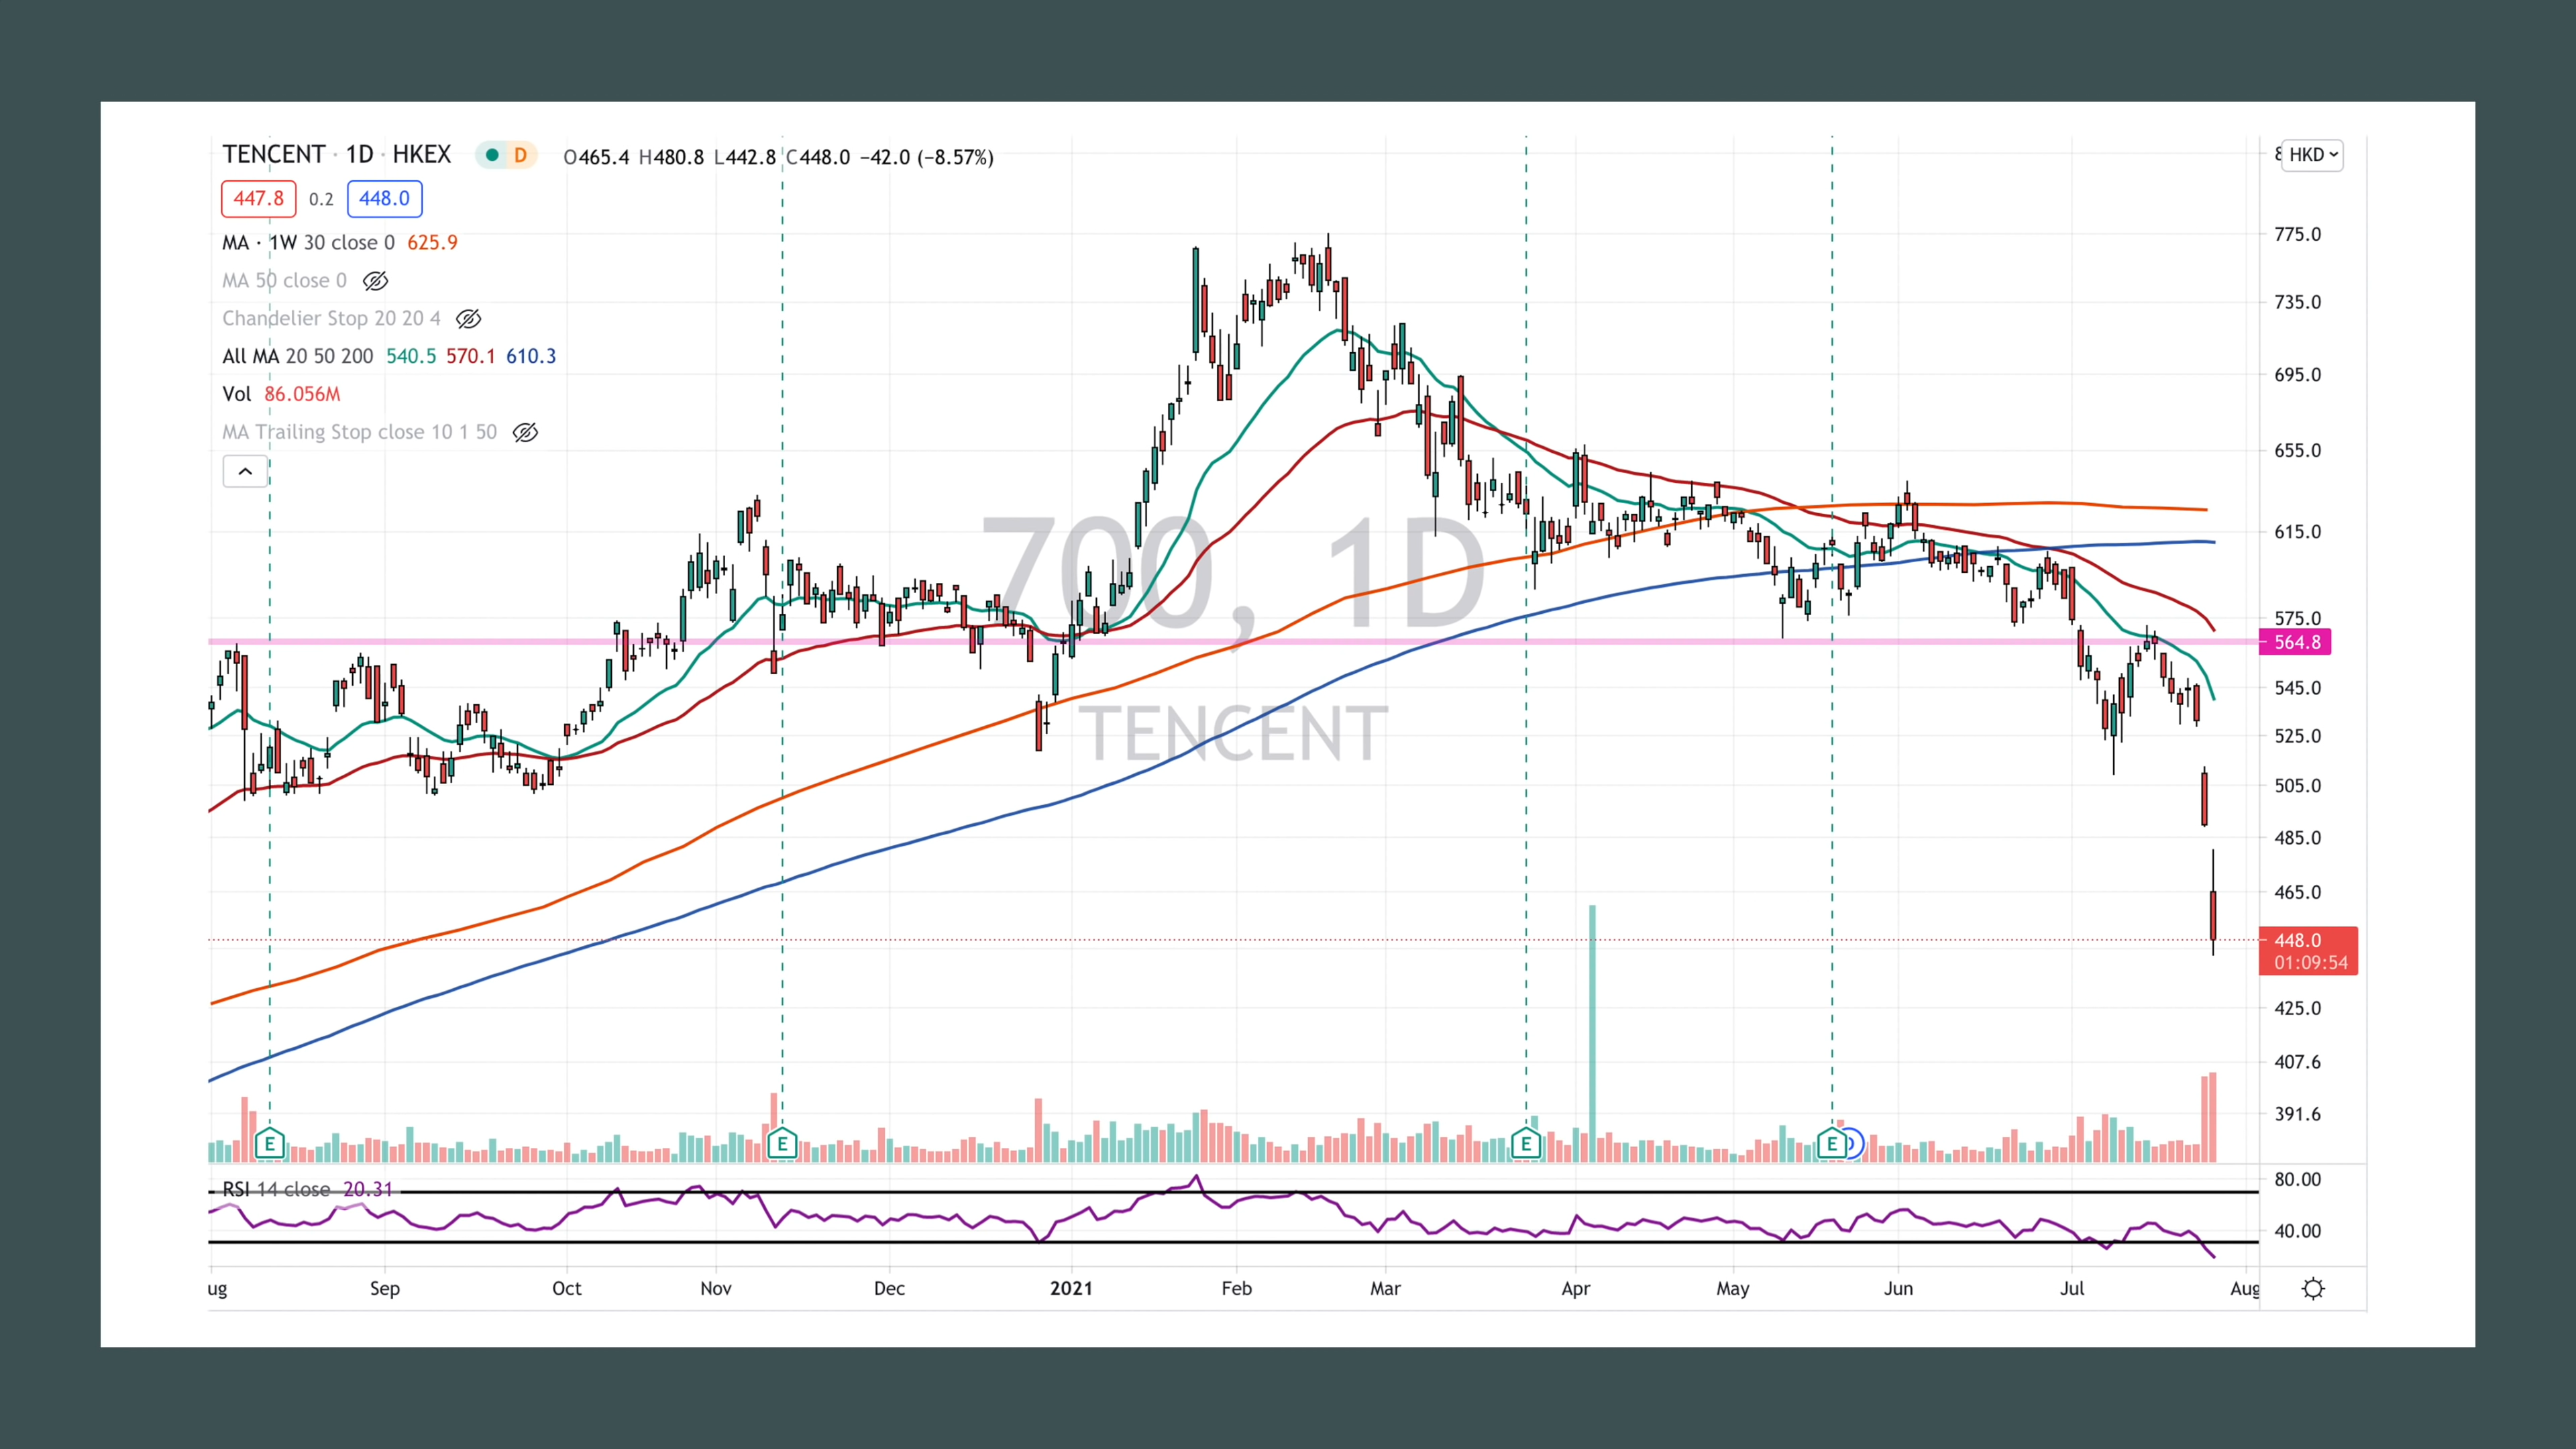 TENCENT · 1D · HKEX D O465.4 H480.8 L442.8 C448.0 −42.0 (−8.57%)
HKD
447.8 0.2 448.0
MA · 1W 30 close 0 625.9
MA 50 close 0
Chandelier Stop 20 20 4
All MA 20 50 200 540.5 570.1 610.3
Vol 86.056M
MA Trailing Stop close 10 1 50
700, 1D
TENCENT
775.0
735.0
695.0
655.0
615.0
575.0
564.8
545.0
525.0
505.0
485.0
465.0
448.0
01:09:54
425.0
407.6
391.6
E E E E D
RSI 14 close 20.31
80.00
40.00
ug Sep Oct Nov Dec 2021 Feb Mar Apr May Jun Jul Aug